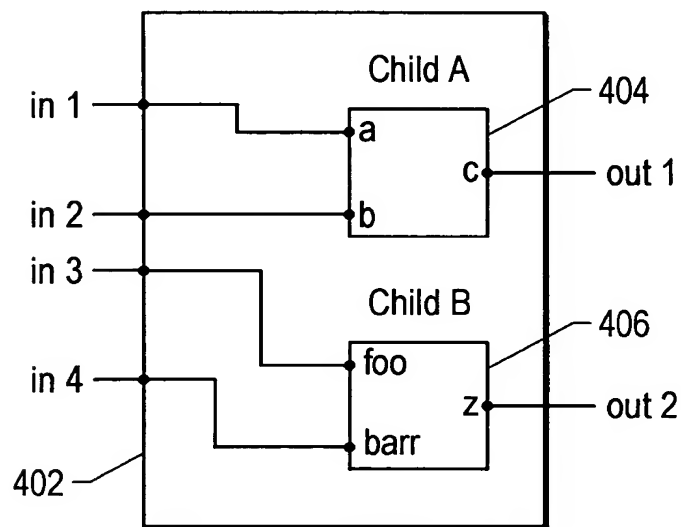 Child A
404
in 1
a
c
out 1
in 2
b
in 3
Child B
406
foo
in 4
z
out 2
barr
402